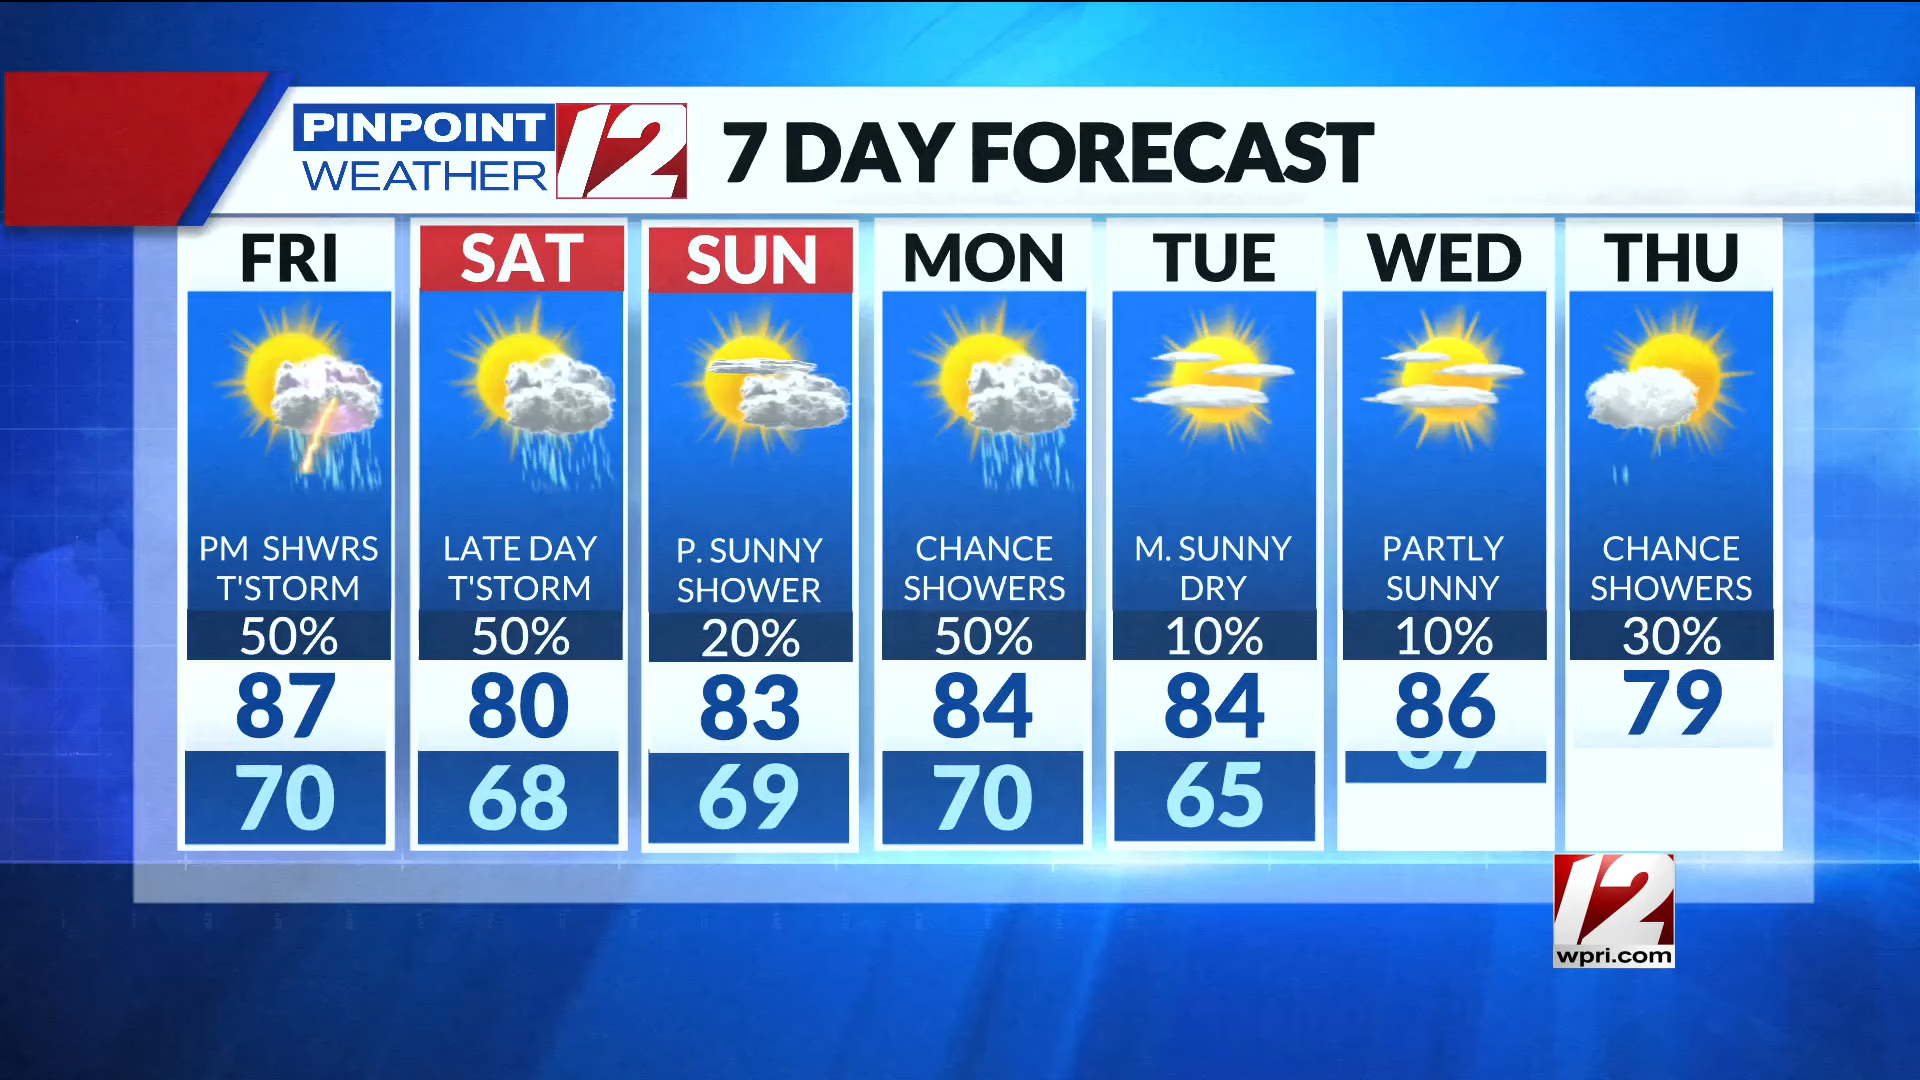 PINPOINT
WEATHER
12
7 DAY FORECAST
FRI
SAT
SUN
MON
TUE
WED
THU
PM SHWRS
T'STORM
LATE DAY
T'STORM
P. SUNNY
SHOWER
CHANCE
SHOWERS
M. SUNNY
DRY
PARTLY
SUNNY
CHANCE
SHOWERS
50%
50%
20%
50%
10%
10%
30%
87
80
83
84
84
86
79
70
68
69
70
65
12
wpri.com